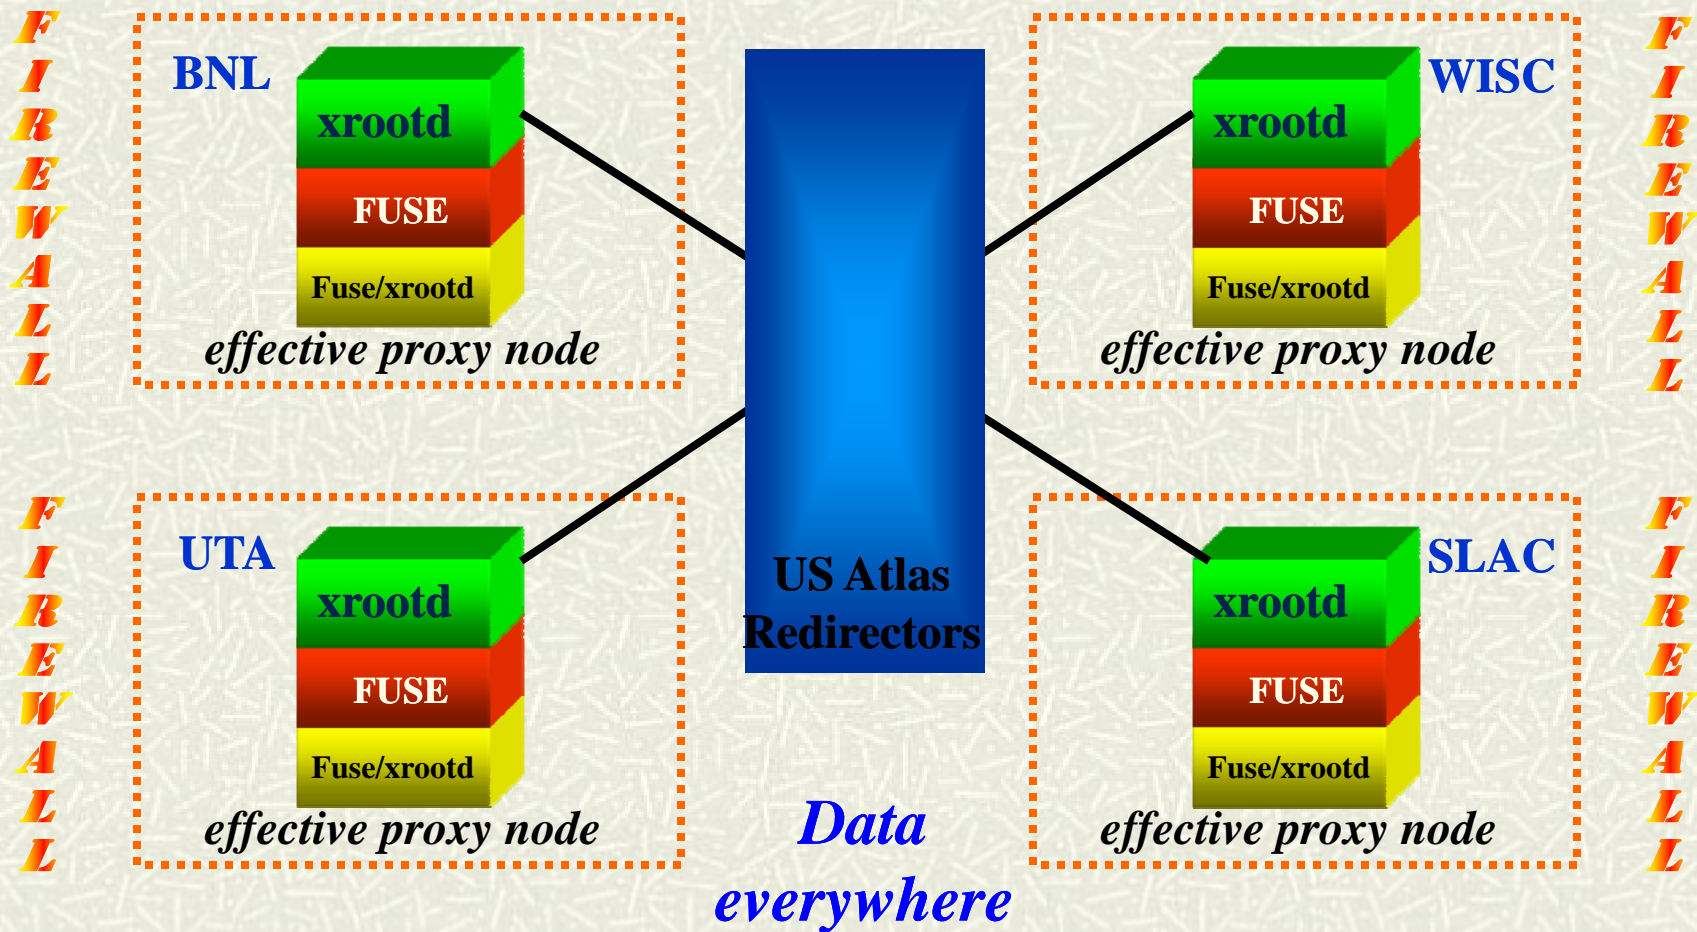 FIREWALL
BNL
xrootd
FUSE
Fuse/xrootd
effective proxy node
WISC
xrootd
FUSE
Fuse/xrootd
effective proxy node
FIREWALL
US Atlas
Redirectors
FIREWALL
UTA
xrootd
FUSE
Fuse/xrootd
effective proxy node
SLAC
xrootd
FUSE
Fuse/xrootd
effective proxy node
FIREWALL
Data
everywhere